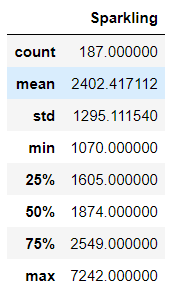 Sparkling
count 187.000000
mean 2402.417112
std 1295.111540
min 1070.000000
25% 1605.000000
50% 1874.000000
75% 2549.000000
max 7242.000000